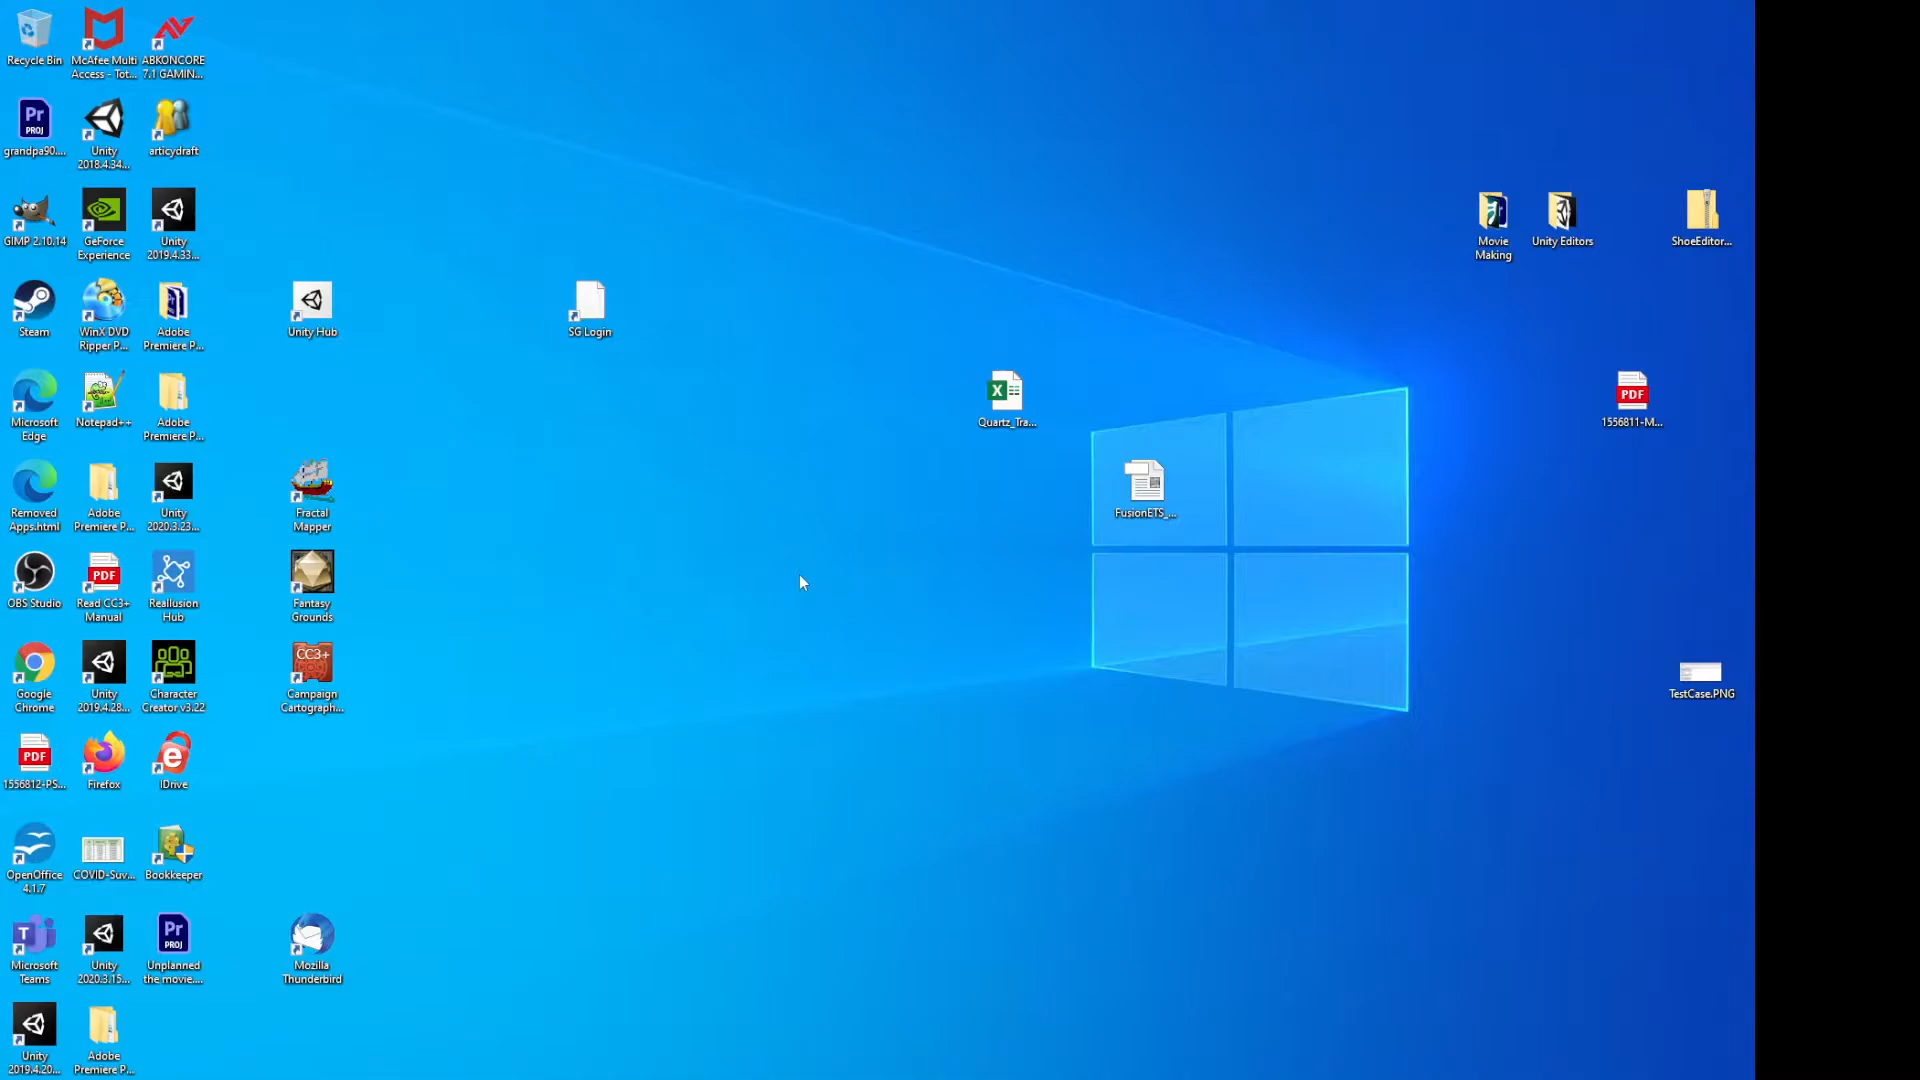 Recycle Bin
McAfee Multi
Access - Tot...
ABKONCORE
7.1 GAMIN...
Pr
PROJ
grandpa90....
Unity
2018.4.34...
articydraft
GIMP 2.10.14
GeForce
Experience
Unity
2019.4.33...
Movie
Making
Unity Editors
ShoeEditor...
Steam
WinX DVD
Ripper P...
Adobe
Premiere P...
Unity Hub
SG Login
Microsoft
Edge
Notepad++
Adobe
Premiere P...
X
Quartz_Tra...
PDF
1556811-M...
Removed
Apps.html
Adobe
Premiere P...
Unity
2020.3.23...
Fractal
Mapper
FusionETS_...
OBS Studio
PDF
Read CC3+
Manual
Reallusion
Hub
Fantasy
Grounds
Google
Chrome
Unity
2019.4.28...
Character
Creator v3.22
CC3+
Campaign
Cartograph...
TestCase.PNG
PDF
1556812-PS...
Firefox
e
IDrive
OpenOffice
4.1.7
COVID-Suv...
Bookkeeper
T
Microsoft
Teams
Unity
2020.3.15...
Pr
PROJ
Unplanned
the movie....
Mozilla
Thunderbird
Unity
2019.4.20...
Adobe
Premiere P...